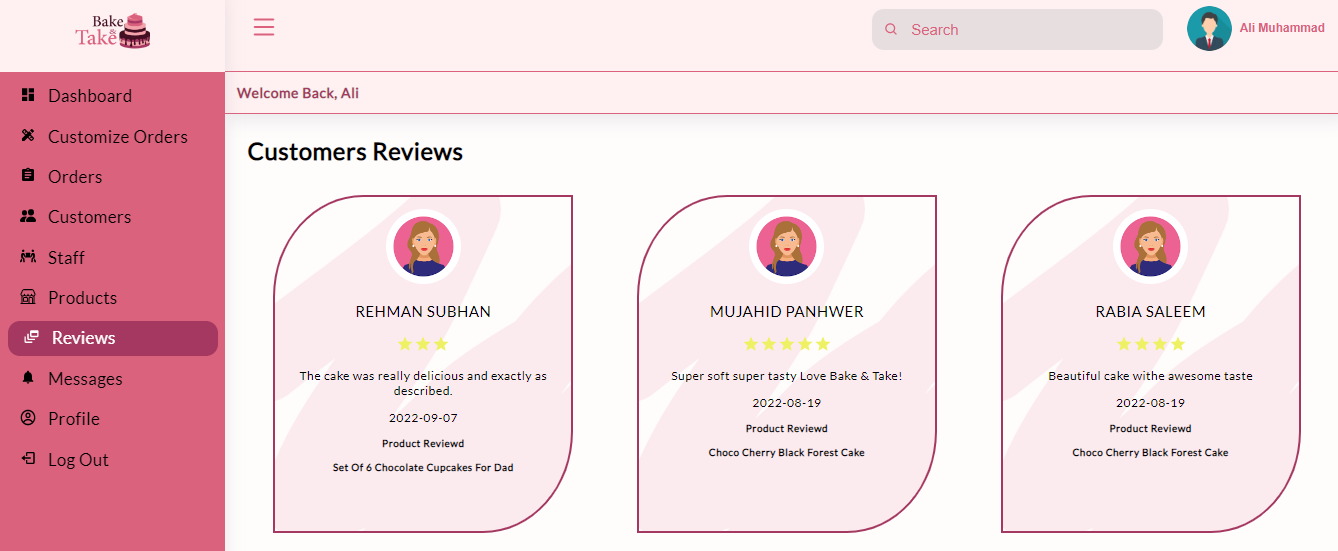 Bake
&
Take
Search
Ali Muhammad
Welcome Back, Ali
Dashboard
Customize Orders
Orders
Customers
Staff
Products
Reviews
Messages
Profile
Log Out
Customers Reviews
REHMAN SUBHAN
The cake was really delicious and exactly as
described.
2022-09-07
Product Reviewd
Set Of 6 Chocolate Cupcakes For Dad
MUJAHID PANHWER
Super soft super tasty Love Bake & Take!
2022-08-19
Product Reviewd
Choco Cherry Black Forest Cake
RABIA SALEEM
Beautiful cake withe awesome taste
2022-08-19
Product Reviewd
Choco Cherry Black Forest Cake